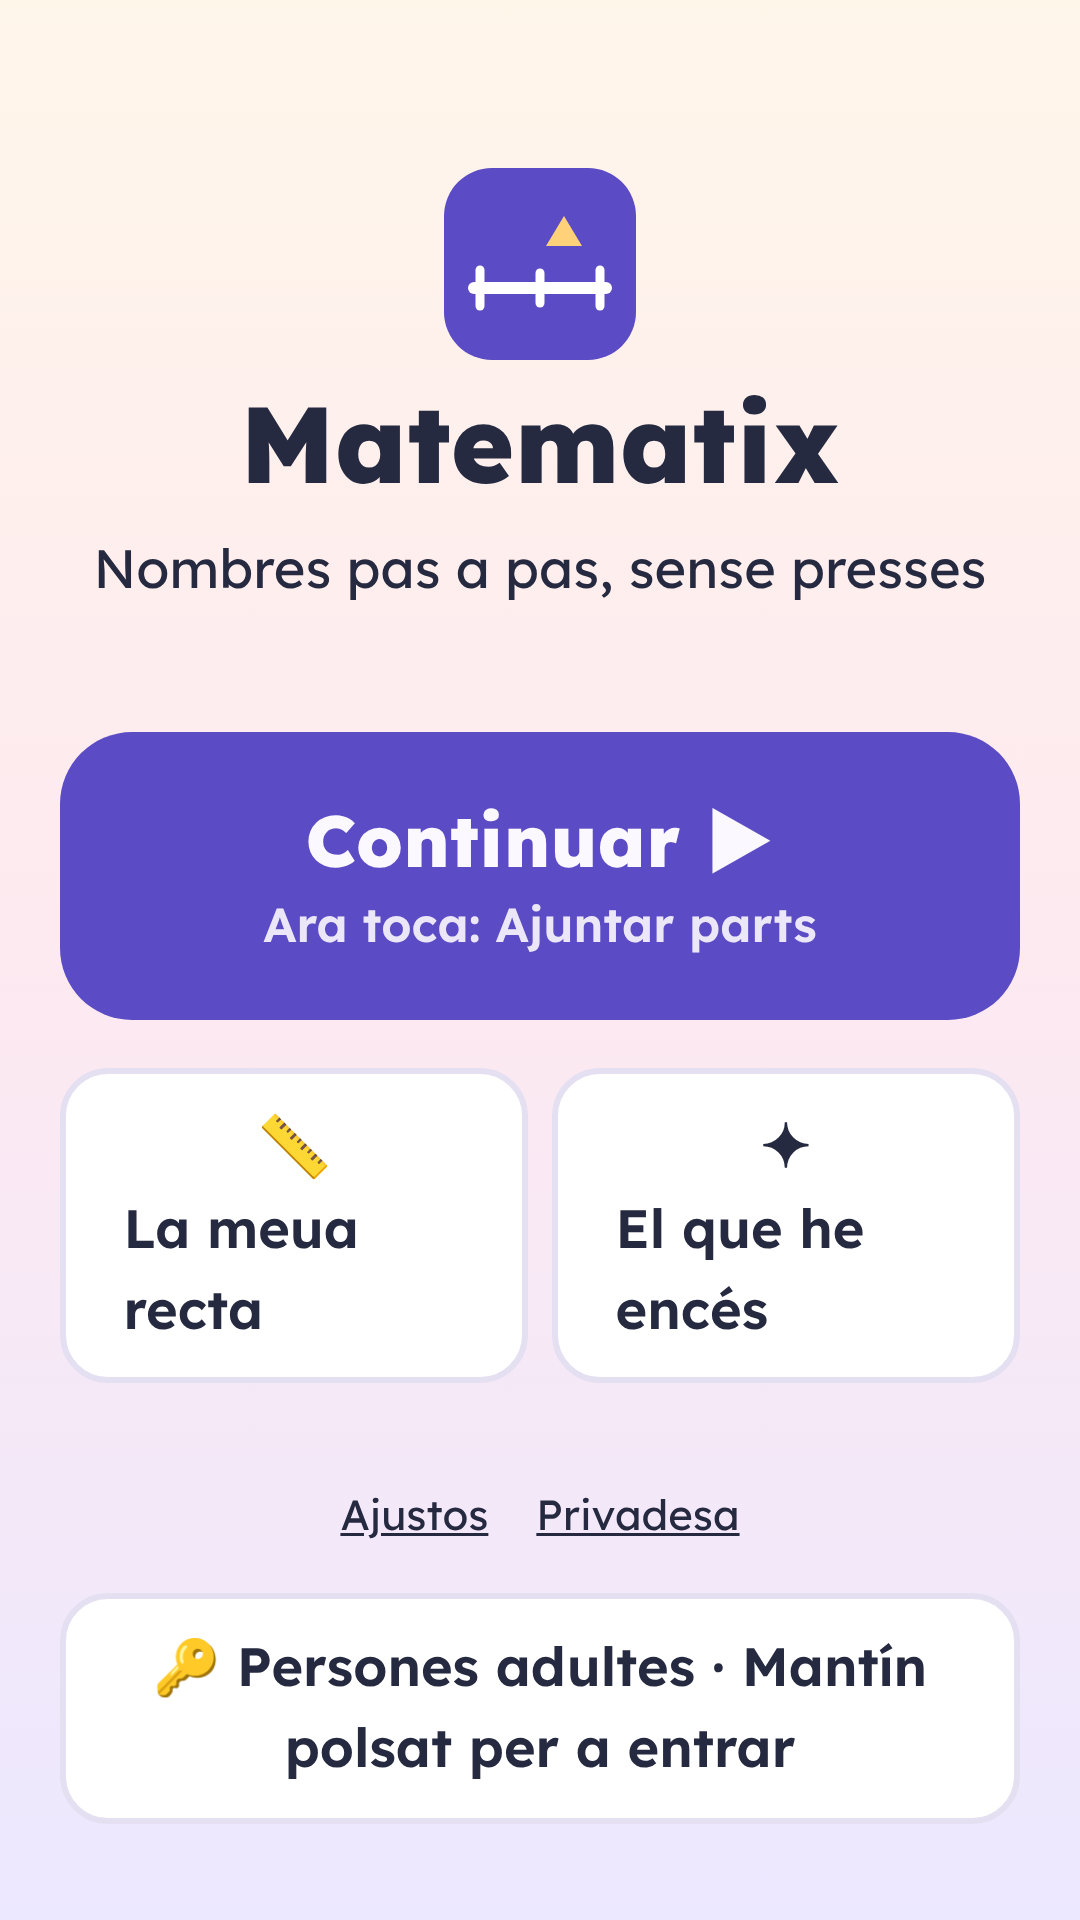 Matematix
Nombres pas a pas, sense presses
Continuar ▶
Ara toca: Ajuntar parts
La meua
recta
El que he
encés
Ajustos Privadesa
🔑 Persones adultes · Mantín
polsat per a entrar